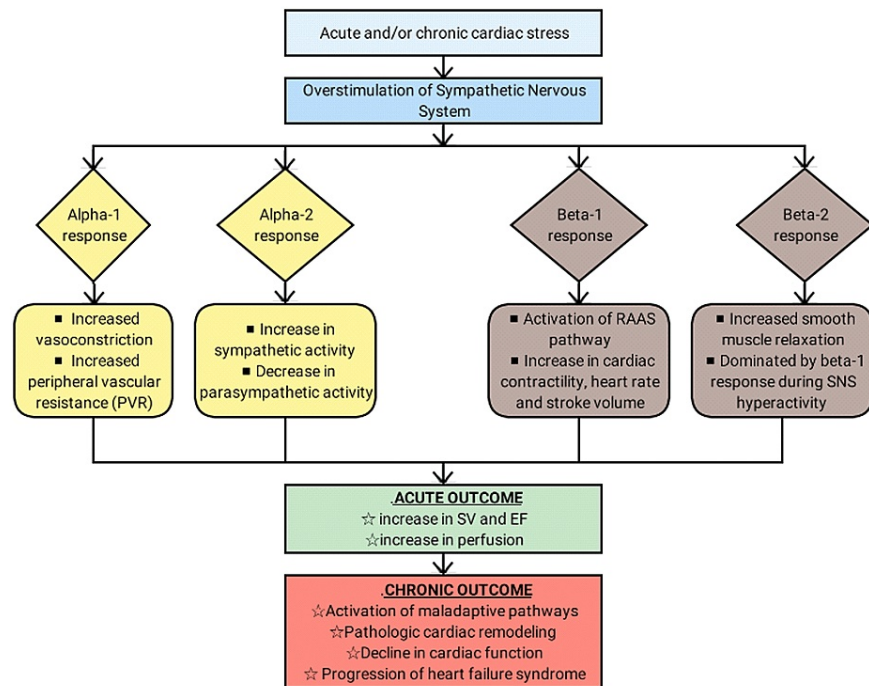 Acute and/or chronic cardiac stress
Overstimulation of Sympathetic Nervous
System
Alpha-1
response
Alpha-2
response
Beta-1
response
Beta-2
response
■ Increased
vasoconstriction
■ Increased
peripheral vascular
resistance (PVR)
■ Increase in
sympathetic activity
■ Decrease in
parasympathetic activity
■ Activation of RAAS
pathway
■ Increase in cardiac
contractility, heart rate
and stroke volume
■ Increased smooth
muscle relaxation
■ Dominated by beta-1
response during SNS
hyperactivity
.ACUTE OUTCOME
☆ increase in SV and EF
☆increase in perfusion
.CHRONIC OUTCOME
☆Activation of maladaptive pathways
☆Pathologic cardiac remodeling
☆Decline in cardiac function
☆ Progression of heart failure syndrome